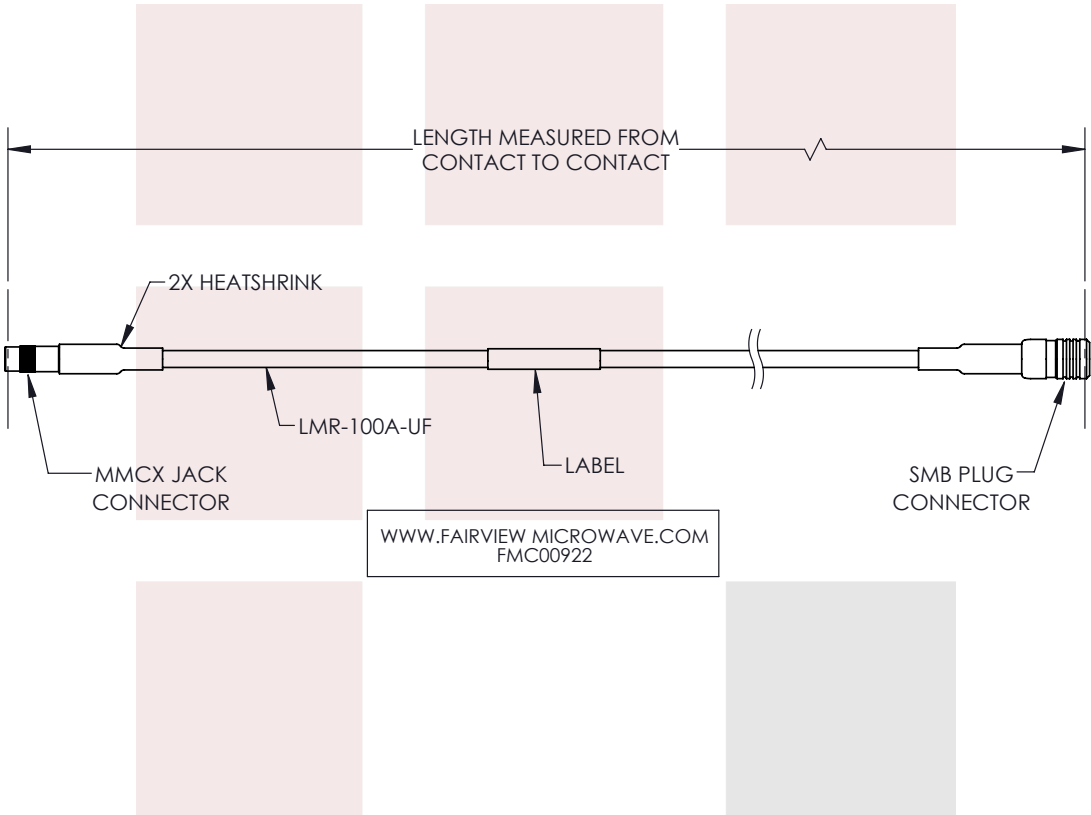 LENGTH MEASURED FROM
CONTACT TO CONTACT
2X HEATSHRINK
LMR-100A-UF
LABEL
MMCX JACK
CONNECTOR
SMB PLUG
CONNECTOR
WWW.FAIRVIEW MICROWAVE.COM
FMC00922